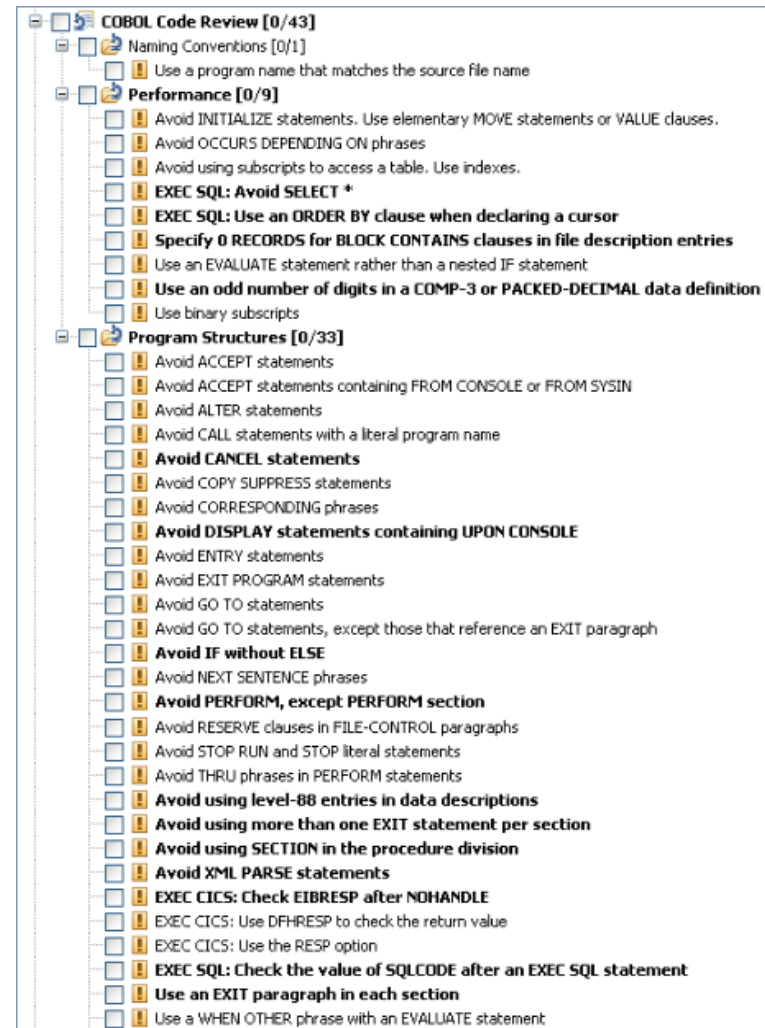 COBOL Code Review [0/43]
Naming Conventions [0/1]
Use a program name that matches the source file name
Performance [0/9]
Avoid INITIALIZE statements. Use elementary MOVE statements or VALUE clauses.
Avoid OCCURS DEPENDING ON phrases
Avoid using subscripts to access a table. Use indexes.
EXEC SQL: Avoid SELECT *
EXEC SQL: Use an ORDER BY clause when declaring a cursor
Specify 0 RECORDS for BLOCK CONTAINS clauses in file description entries
Use an EVALUATE statement rather than a nested IF statement
Use an odd number of digits in a COMP-3 or PACKED-DECIMAL data definition
Use binary subscripts
Program Structures [0/33]
Avoid ACCEPT statements
Avoid ACCEPT statements containing FROM CONSOLE or FROM SYSIN
Avoid ALTER statements
Avoid CALL statements with a literal program name
Avoid CANCEL statements
Avoid COPY SUPPRESS statements
Avoid CORRESPONDING phrases
Avoid DISPLAY statements containing UPON CONSOLE
Avoid ENTRY statements
Avoid EXIT PROGRAM statements
Avoid GO TO statements
Avoid GO TO statements, except those that reference an EXIT paragraph
Avoid IF without ELSE
Avoid NEXT SENTENCE phrases
Avoid PERFORM, except PERFORM section
Avoid RESERVE clauses in FILE-CONTROL paragraphs
Avoid STOP RUN and STOP literal statements
Avoid THRU phrases in PERFORM statements
Avoid using level-88 entries in data descriptions
Avoid using more than one EXIT statement per section
Avoid using SECTION in the procedure division
Avoid XML PARSE statements
EXEC CICS: Check EIBRESP after NOHANDLE
EXEC CICS: Use DFHRESP to check the return value
EXEC CICS: Use the RESP option
EXEC SQL: Check the value of SQLCODE after an EXEC SQL statement
Use an EXIT paragraph in each section
Use a WHEN OTHER phrase with an EVALUATE statement